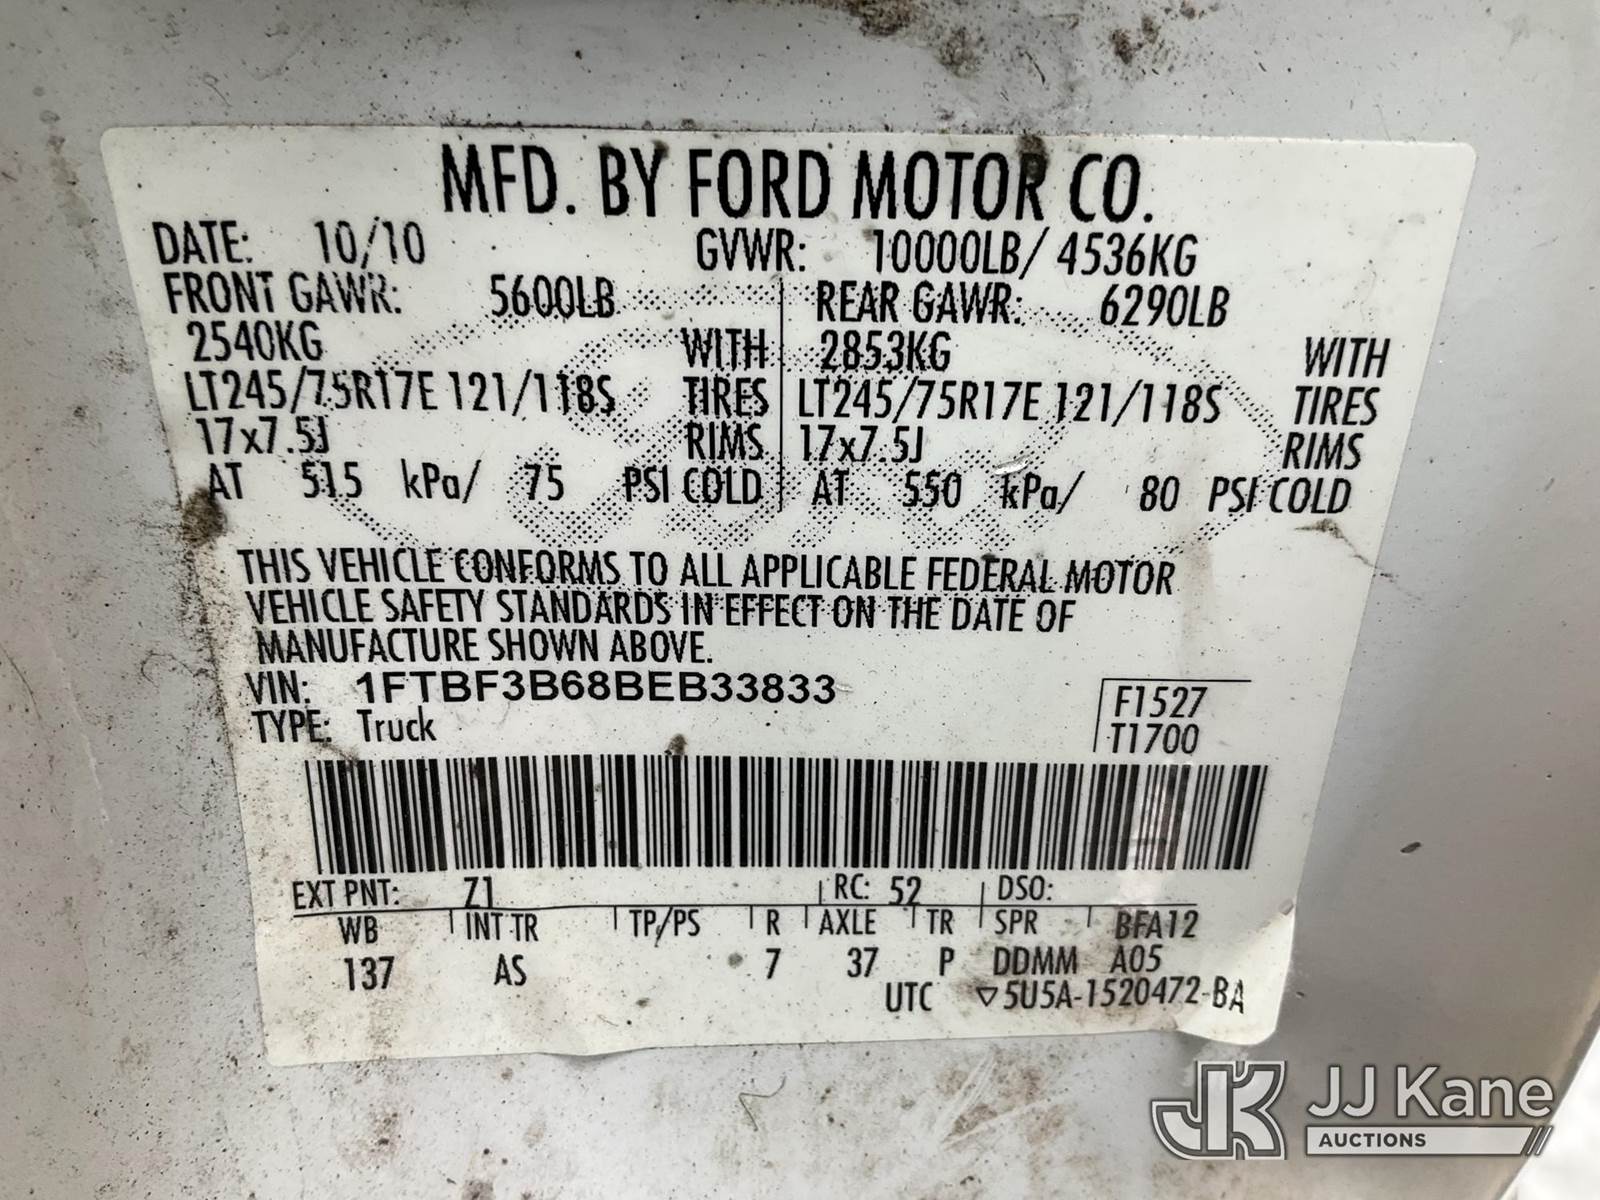 MFD. BY FORD MOTOR CO.
DATE: 10/10 GVWR: 10000LB/ 4536KG
FRONT GAWR: 5600LB REAR GAWR: 6290LB
2540KG WITH 2853KG WITH
LT245/75R17E 121/118S TIRES LT245/75R17E 121/118S TIRES
17x7.5J RIMS 17x7.5J RIMS
AT 515 kPa/ 75 PSI COLD AT 550 kPa/ 80 PSI COLD
THIS VEHICLE CONFORMS TO ALL APPLICABLE FEDERAL MOTOR
VEHICLE SAFETY STANDARDS IN EFFECT ON THE DATE OF
MANUFACTURE SHOWN ABOVE.
VIN: 1FTBF3B68BEB33833
TYPE: Truck
F1527
T1700
EXT PNT: Z1 RC: 52 DSO:
WB INT TR TP/PS R AXLE TR SPR BFA12
137 AS 7 37 P DDMM A05
UTC ▽5U5A-1520472-BA
JK JJ Kane
AUCTIONS